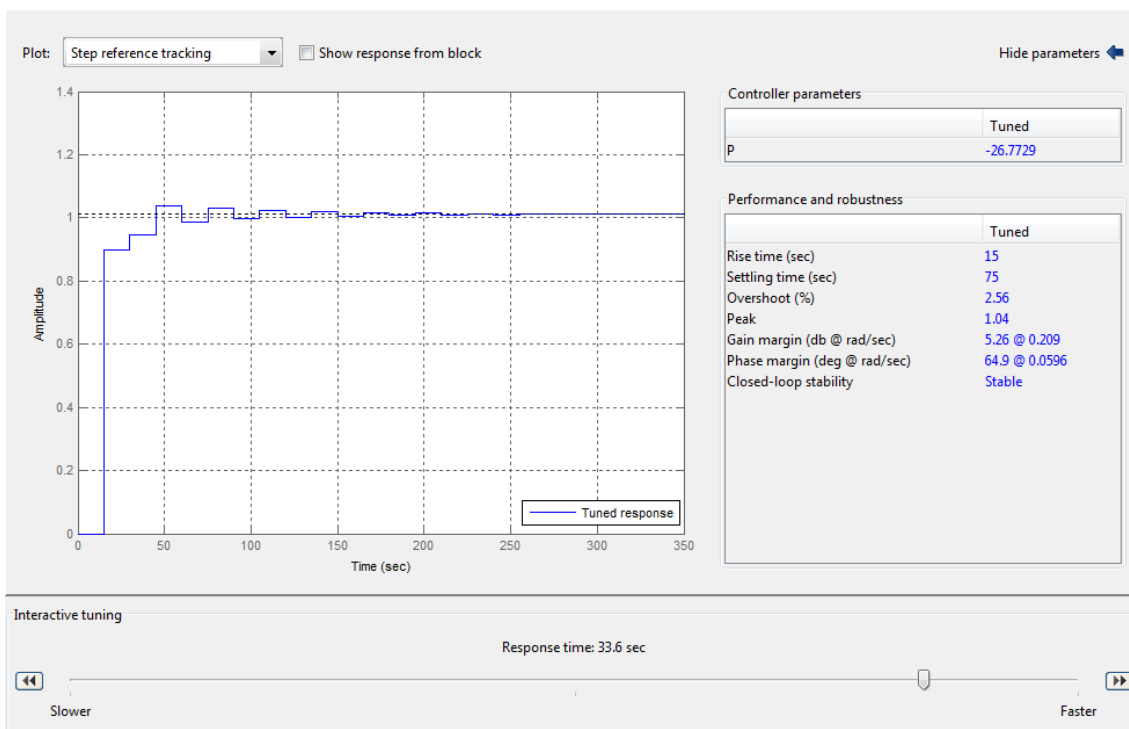 Plot: Step reference tracking Show response from block Hide parameters
1.4
1.2
1
0.8
0.6
0.4
0.2
0
Amplitude
Tuned response
0 50 100 150 200 250 300 350
Time (sec)
Controller parameters
Tuned
P -26.7729
Performance and robustness
Tuned
Rise time (sec) 15
Settling time (sec) 75
Overshoot (%) 2.56
Peak 1.04
Gain margin (db @ rad/sec) 5.26 @ 0.209
Phase margin (deg @ rad/sec) 64.9 @ 0.0596
Closed-loop stability Stable
Interactive tuning
Response time: 33.6 sec
Slower Faster